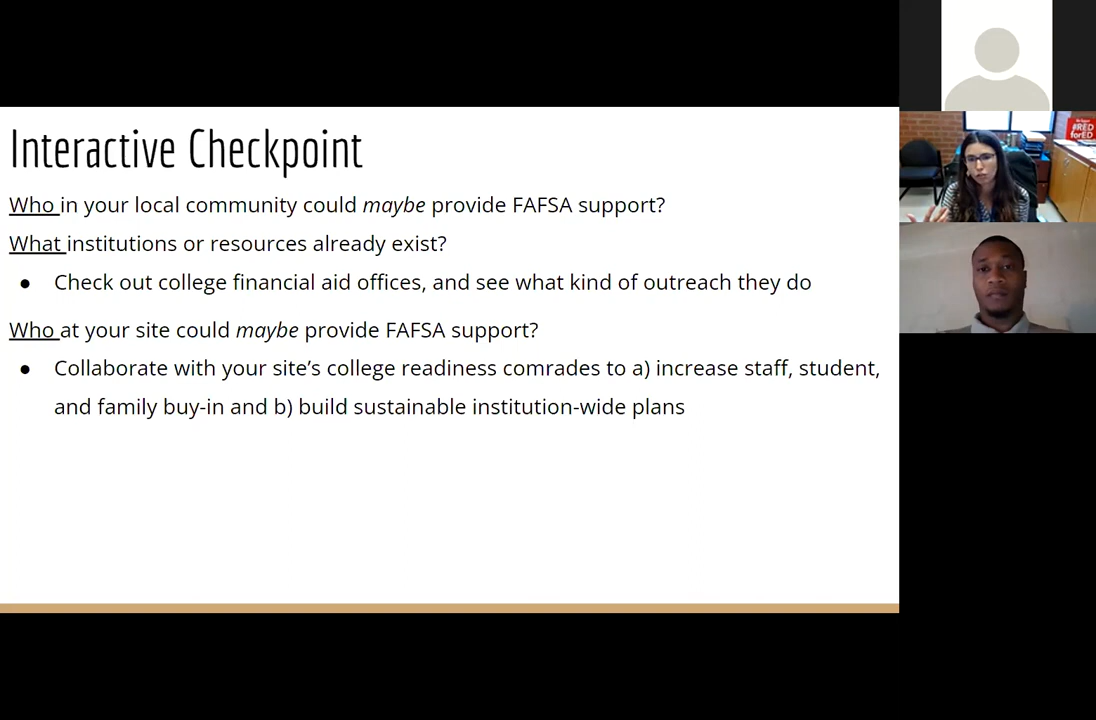 Interactive Checkpoint
Who in your local community could maybe provide FAFSA support?
What institutions or resources already exist?
● Check out college financial aid offices, and see what kind of outreach they do
Who at your site could maybe provide FAFSA support?
● Collaborate with your site’s college readiness comrades to a) increase staff, student,
and family buy-in and b) build sustainable institution-wide plans
#RED
forED